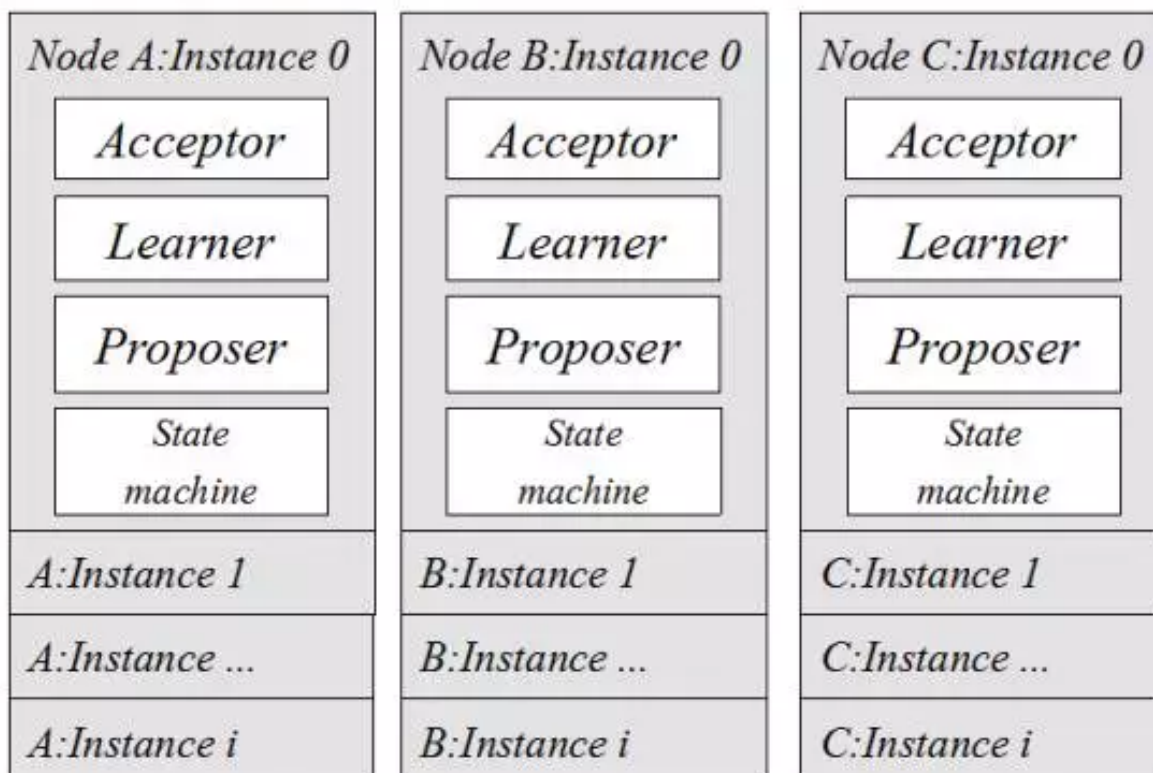 Node A:Instance 0
Acceptor
Learner
Proposer
State
machine
A:Instance 1
A:Instance ...
A:Instance i
Node B:Instance 0
Acceptor
Learner
Proposer
State
machine
B:Instance 1
B:Instance ...
B:Instance i
Node C:Instance 0
Acceptor
Learner
Proposer
State
machine
C:Instance 1
C:Instance ...
C:Instance i